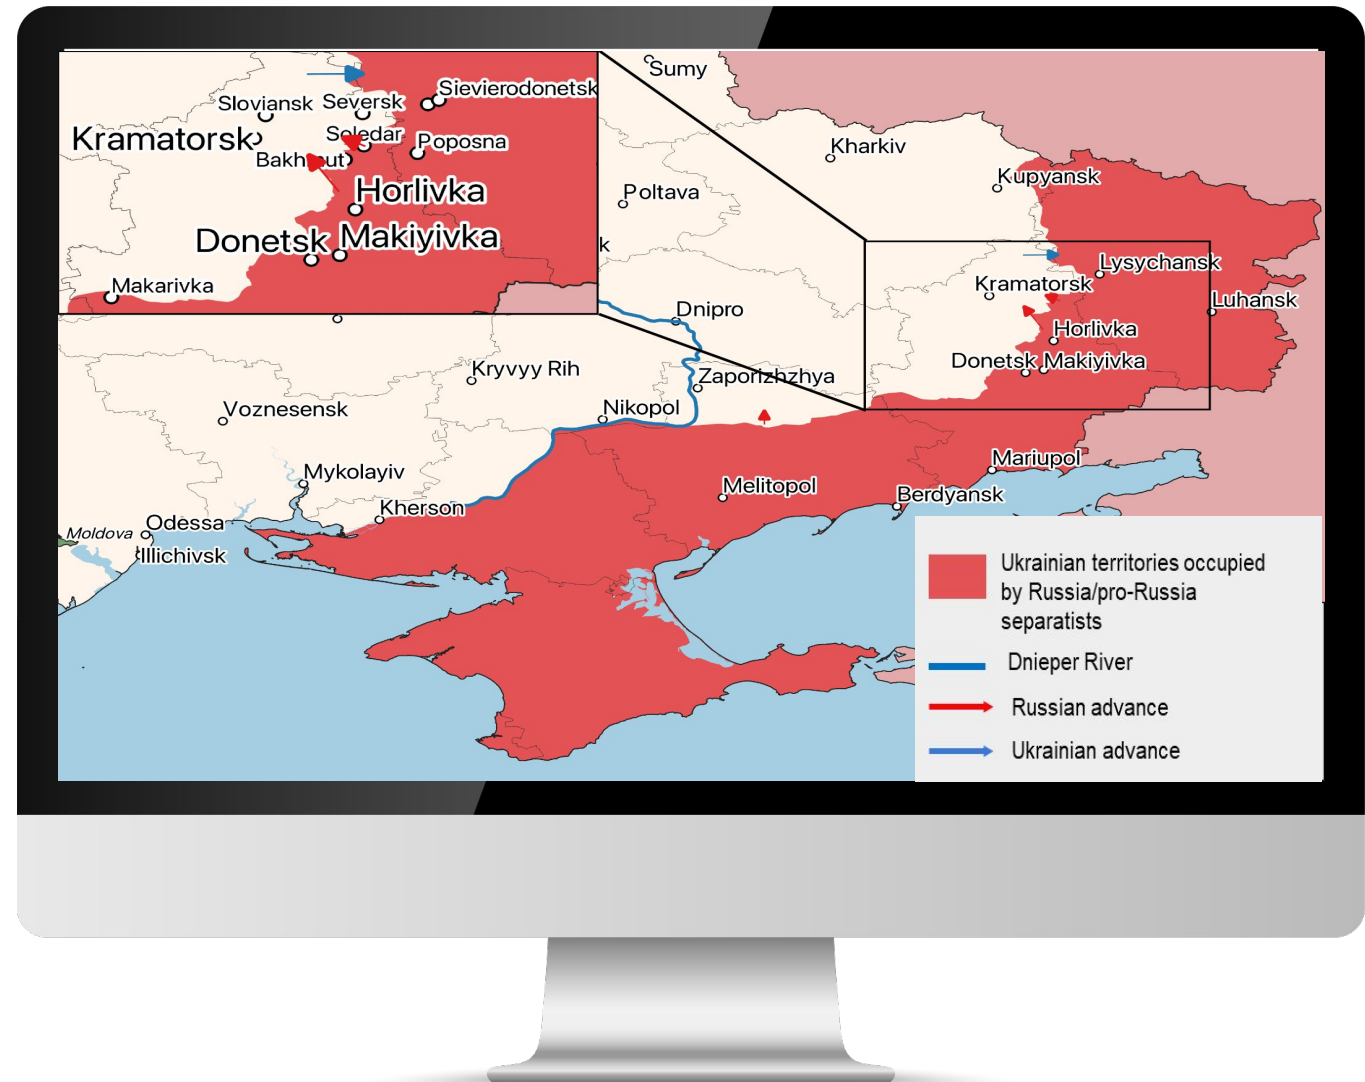 Sievierodonetsk
Sloviansk
Seversk
Kramatorsk
Soledar
Poposna
Bakhmut
Horlivka
Donetsk
Makiyivka
Makarivka
Sumy
Kharkiv
Kupyansk
Poltava
k
Lysychansk
Kramatorsk
Luhansk
Dnipro
Horlivka
Donetsk
Makiyivka
Kryvyy Rih
Zaporizhzhya
Voznesensk
Nikopol
Mykolayiv
Mariupol
Melitopol
Berdyansk
Kherson
Moldova
Odessa
Illichivsk
Ukrainian territories occupied
by Russia/pro-Russia
separatists
Dnieper River
Russian advance
Ukrainian advance